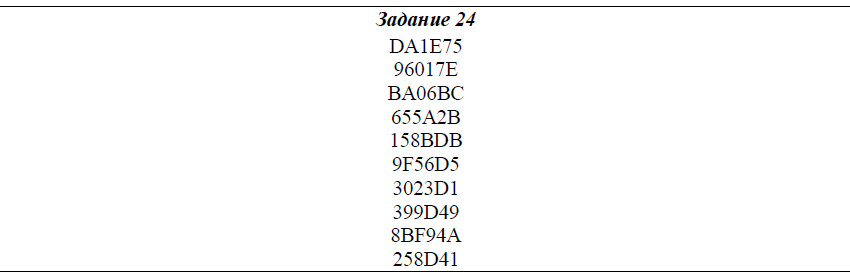 Задание 24
DA1E75
96017E
BA06BC
655A2B
158BDB
9F56D5
3023D1
399D49
8BF94A
258D41